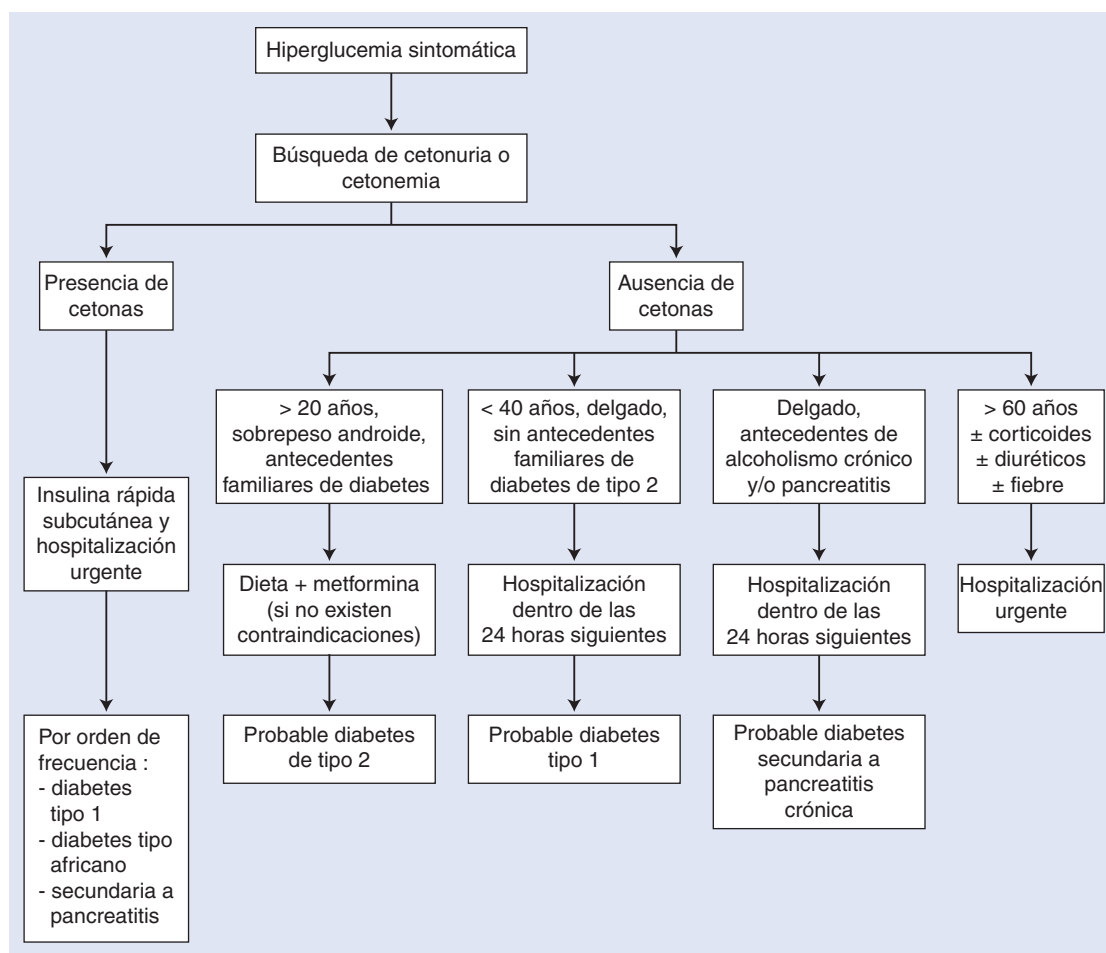 Hiperglucemia sintomática
Búsqueda de cetonuria o
cetonemia
Presencia de
cetonas
Ausencia de
cetonas
> 20 años,
sobrepeso androide,
antecedentes
familiares de diabetes
< 40 años, delgado,
sin antecedentes
familiares de
diabetes de tipo 2
Delgado,
antecedentes de
alcoholismo crónico
y/o pancreatitis
> 60 años
± corticoides
± diuréticos
± fiebre
Insulina rápida
subcutánea y
hospitalización
urgente
Dieta + metformina
(si no existen
contraindicaciones)
Hospitalización
dentro de las
24 horas siguientes
Hospitalización
dentro de las
24 horas siguientes
Hospitalización
urgente
Por orden de
frecuencia :
- diabetes
tipo 1
- diabetes tipo
africano
- secundaria a
pancreatitis
Probable diabetes
de tipo 2
Probable diabetes
tipo 1
Probable diabetes
secundaria a
pancreatitis
crónica